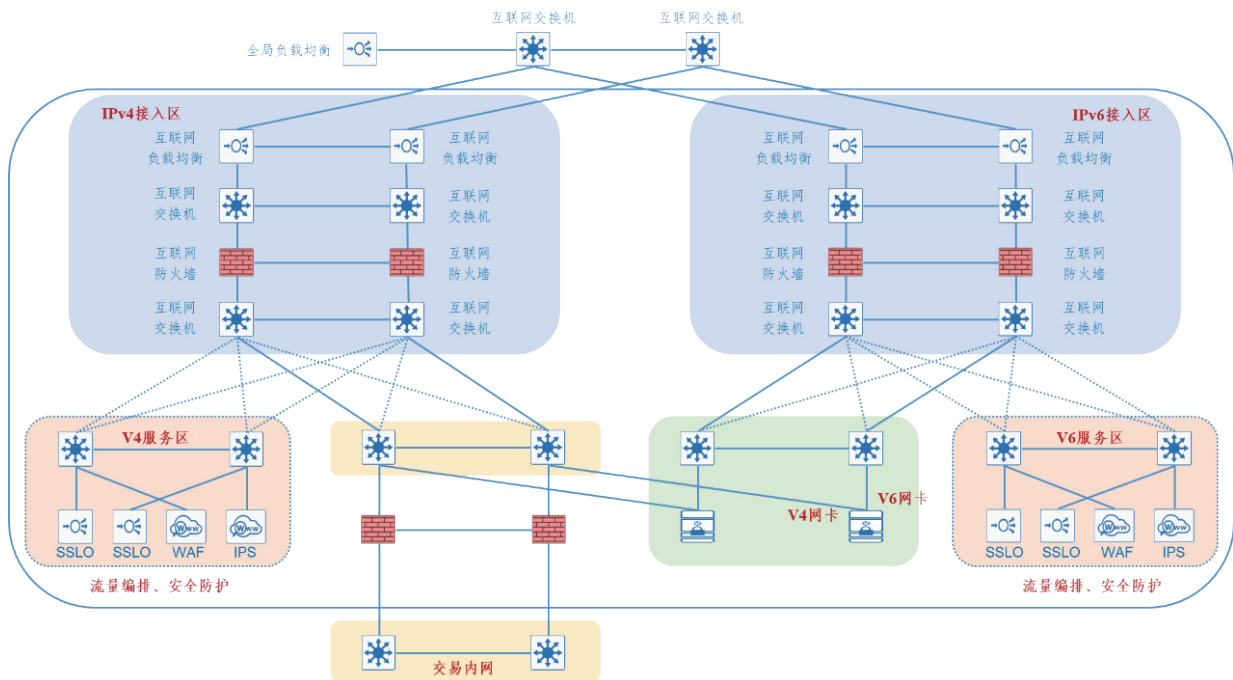 互联网交换机
互联网交换机
全局负载均衡
IPv4接入区
IPv6接入区
互联网
负载均衡
互联网
负载均衡
互联网
负载均衡
互联网
负载均衡
互联网
交换机
互联网
交换机
互联网
交换机
互联网
交换机
互联网
防火墙
互联网
防火墙
互联网
防火墙
互联网
防火墙
互联网
交换机
互联网
交换机
互联网
交换机
互联网
交换机
V4服务区
V6服务区
V6网卡
V4网卡
Www
Www
Www
Www
SSLO
SSLO
WAF
IPS
SSLO
SSLO
WAF
IPS
流量编排、安全防护
流量编排、安全防护
交易内网